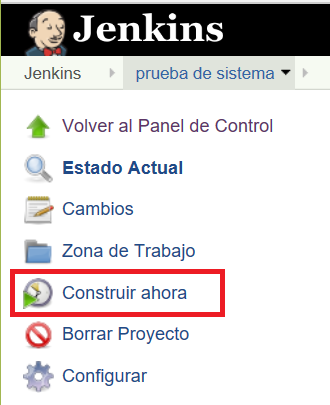 Jenkins
Jenkins prueba de sistema
Volver al Panel de Control
Estado Actual
Cambios
Zona de Trabajo
Construir ahora
Borrar Proyecto
Configurar